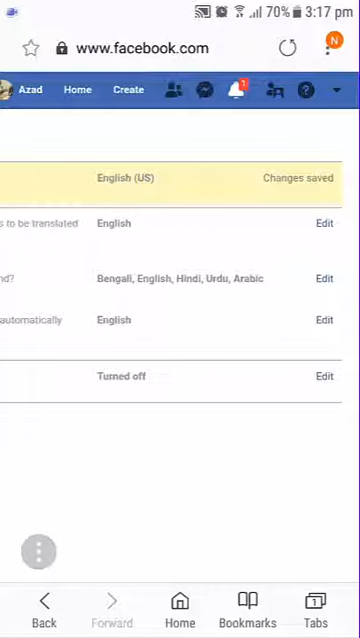 70% 3:17 pm
www.facebook.com
N
Azad Home Create 1
English (US) Changes saved
s to be translated English Edit
nd? Bengali, English, Hindi, Urdu, Arabic Edit
automatically English Edit
Turned off Edit
1
Back Forward Home Bookmarks Tabs